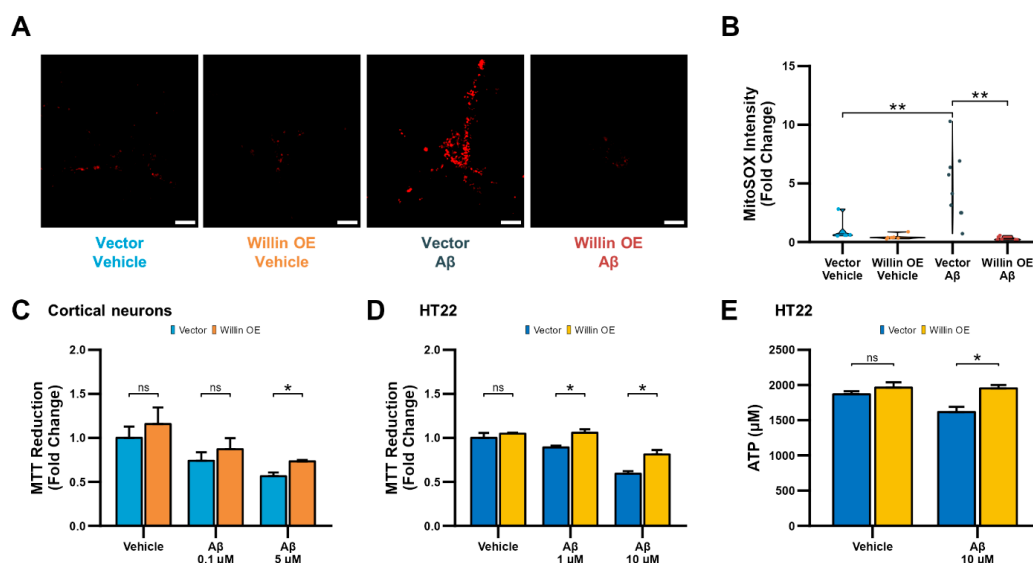 A
Vector
Vehicle
Willin OE
Vehicle
Vector
Aβ
Willin OE
Aβ
B
MitoSOX Intensity
(Fold Change)
15
10
5
0
**
**
Vector
Vehicle
Willin OE
Vehicle
Vector
Aβ
Willin OE
Aβ
C Cortical neurons
Vector Willin OE
MTT Reduction
(Fold Change)
2.0
1.5
1.0
0.5
0.0
ns
ns
*
Vehicle
Aβ
0.1 μM
Aβ
5 μM
D HT22
Vector Willin OE
MTT Reduction
(Fold Change)
2.0
1.5
1.0
0.5
0.0
ns
*
*
Vehicle
Aβ
1 μM
Aβ
10 μM
E HT22
Vector Willin OE
ATP (μM)
2500
2000
1500
1000
500
0
ns
*
Vehicle
Aβ
10 μM